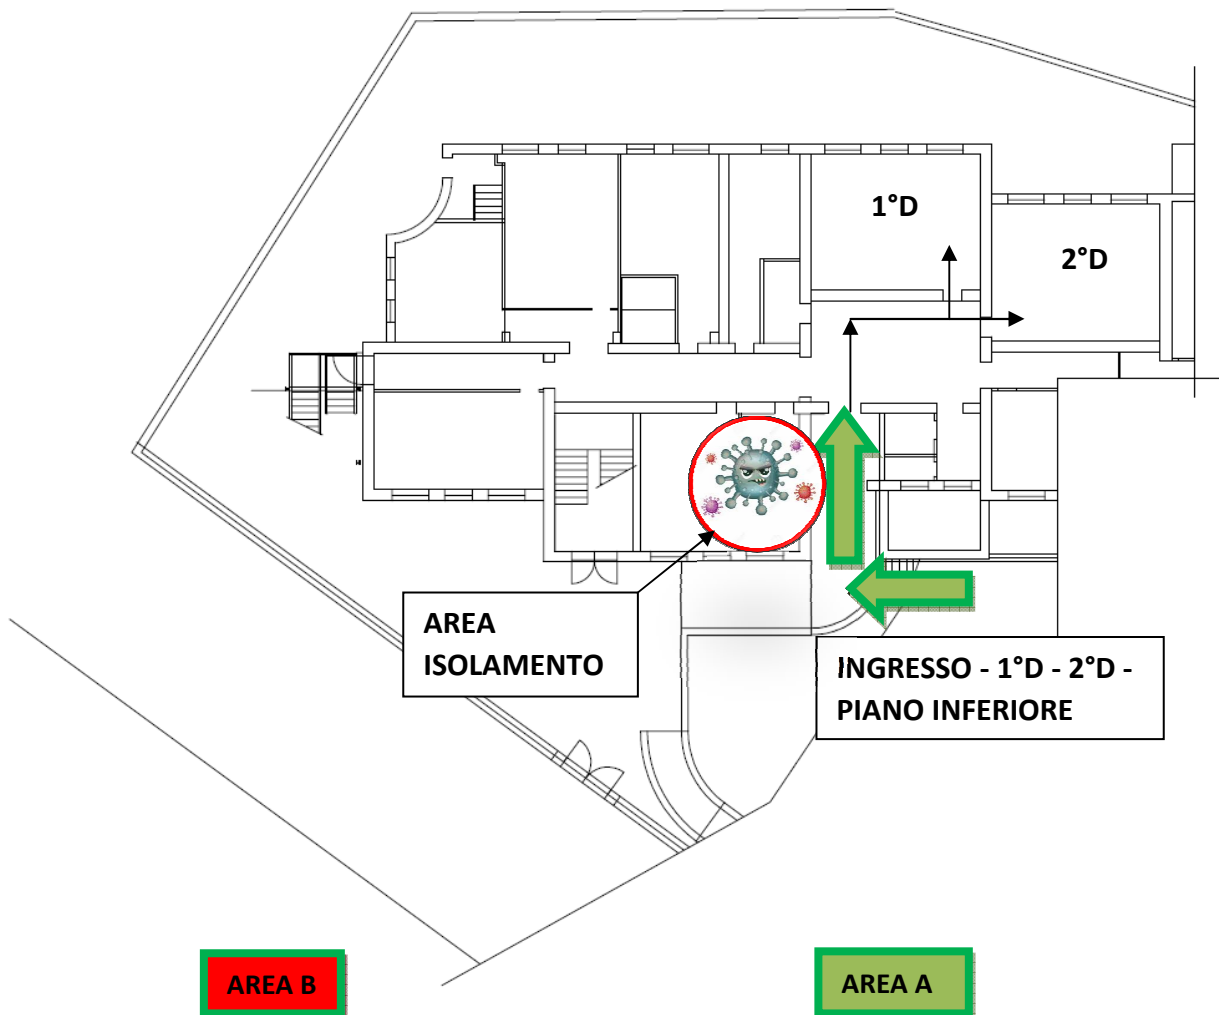 1°D
2°D
AREA
ISOLAMENTO
INGRESSO - 1°D - 2°D -
PIANO INFERIORE
AREA B
AREA A